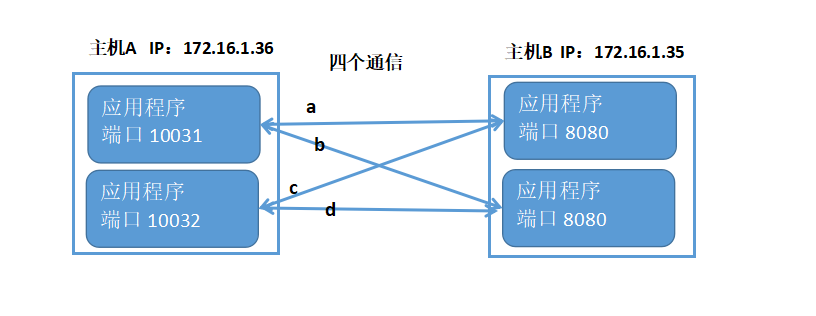 主机A IP：172.16.1.36
四个通信
主机B IP：172.16.1.35
应用程序
端口 10031
应用程序
端口 10032
a
b
c
d
应用程序
端口 8080
应用程序
端口 8080